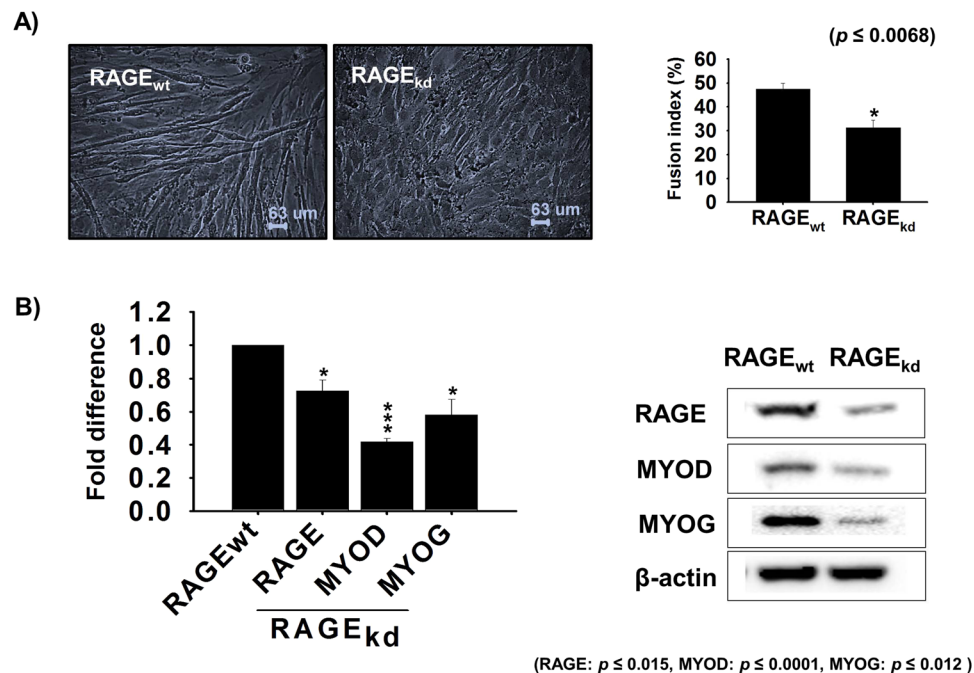 A)
RAGEwt
63 um
RAGEkd
63 um
(p ≤ 0.0068)
Fusion index (%)
60
50
40
30
20
10
0
*
RAGEwt RAGEkd
B)
Fold difference
1.2
1.0
0.8
0.6
0.4
0.2
0.0
*
***
*
RAGEwt
RAGE
MYOD
MYOG
RAGEkd
RAGEwt RAGEkd
RAGE
MYOD
MYOG
β-actin
(RAGE: p ≤ 0.015, MYOD: p ≤ 0.0001, MYOG: p ≤ 0.012 )